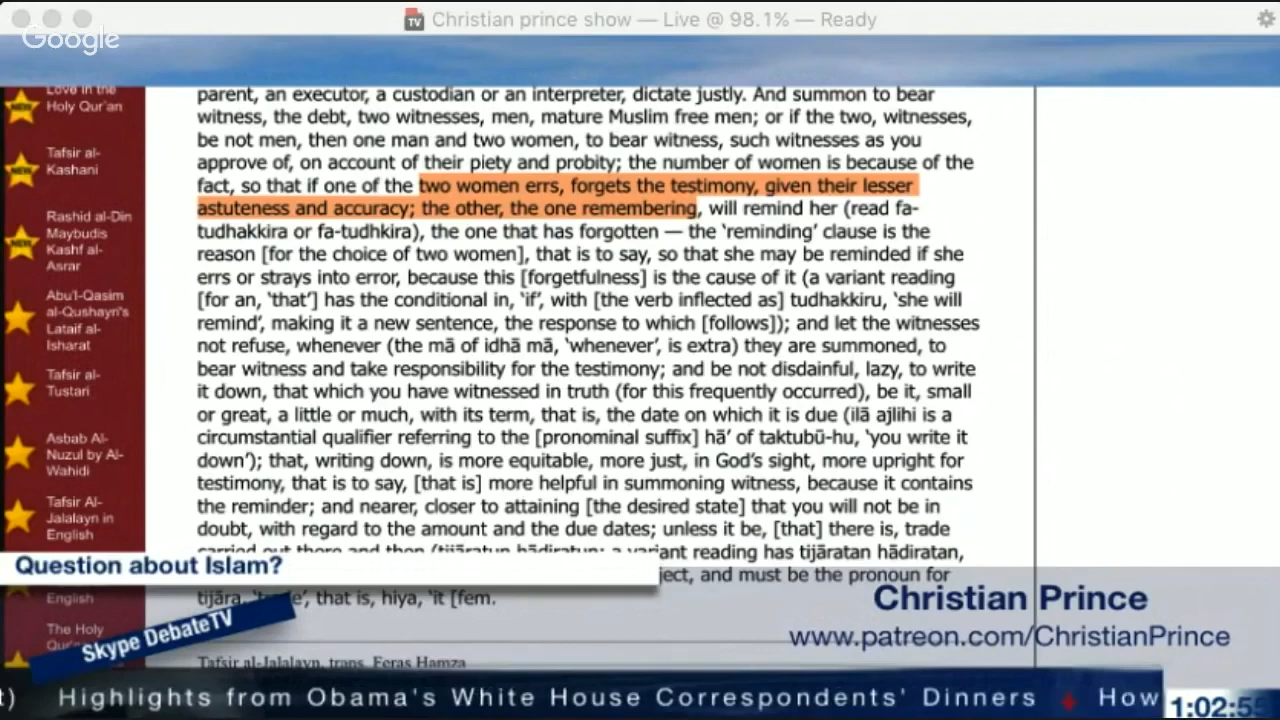 Christian prince show — Live @ 98.1% — Ready
Google
Love in the
Holy Qur'an
NEW
Tafsir al-
Kashani
NEW
Rashid al-Din
Maybudis
Kashf al-
Asrar
NEW
Abu'l-Qasim
al-Qushayri's
Lataif al-
Isharat
Tafsir al-
Tustari
Asbab Al-
Nuzul by Al-
Wahidi
Tafsir Al-
Jalalayn in
English
English
The Holy
parent, an executor, a custodian or an interpreter, dictate justly. And summon to bear
witness, the debt, two witnesses, men, mature Muslim free men; or if the two, witnesses,
be not men, then one man and two women, to bear witness, such witnesses as you
approve of, on account of their piety and probity; the number of women is because of the
fact, so that if one of the two women errs, forgets the testimony, given their lesser
astuteness and accuracy; the other, the one remembering, will remind her (read fa-
tudhakkira or fa-tudhkira), the one that has forgotten — the ‘reminding’ clause is the
reason [for the choice of two women], that is to say, so that she may be reminded if she
errs or strays into error, because this [forgetfulness] is the cause of it (a variant reading
[for an, ‘that’] has the conditional in, ‘if’, with [the verb inflected as] tudhakkiru, ‘she will
remind’, making it a new sentence, the response to which [follows]); and let the witnesses
not refuse, whenever (the mā of idhā mā, ‘whenever’, is extra) they are summoned, to
bear witness and take responsibility for the testimony; and be not disdainful, lazy, to write
it down, that which you have witnessed in truth (for this frequently occurred), be it, small
or great, a little or much, with its term, that is, the date on which it is due (ilā ajlihi is a
circumstantial qualifier referring to the [pronominal suffix] hā’ of taktubū-hu, ‘you write it
down’); that, writing down, is more equitable, more just, in God’s sight, more upright for
testimony, that is to say, [that is] more helpful in summoning witness, because it contains
the reminder; and nearer, closer to attaining [the desired state] that you will not be in
doubt, with regard to the amount and the due dates; unless it be, [that] there is, trade
carried out there and then (tijāratun hādiratun; a variant reading has tijāratan hādiratan,
and must be the pronoun for
tijāra, that is, hiya, ‘it [fem.
Tafsir al-Jalalayn, trans. Feras Hamza
Question about Islam?
Skype DebateTV
Christian Prince
www.patreon.com/ChristianPrince
Highlights from Obama's White House Correspondents' Dinners How
1:02:55